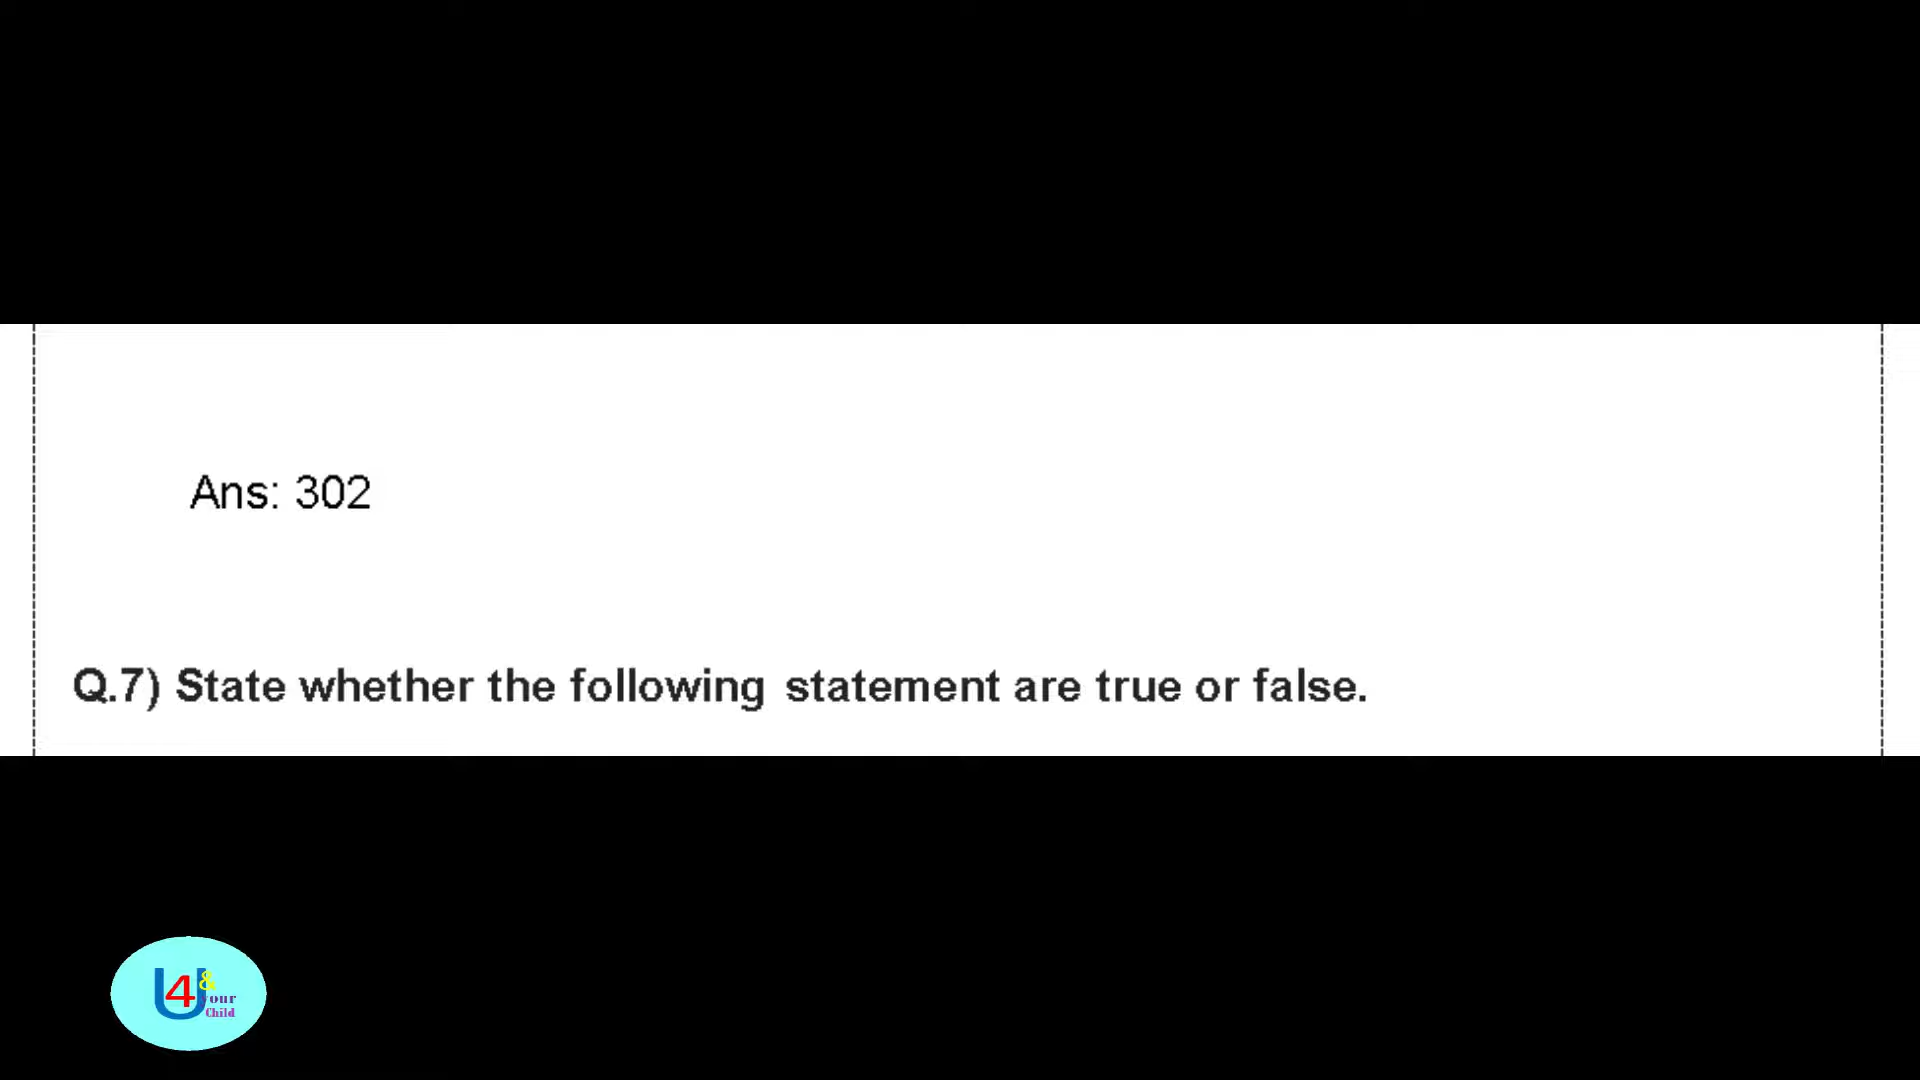 Ans: 302
Q.7) State whether the following statement are true or false.
U4&
your
Child